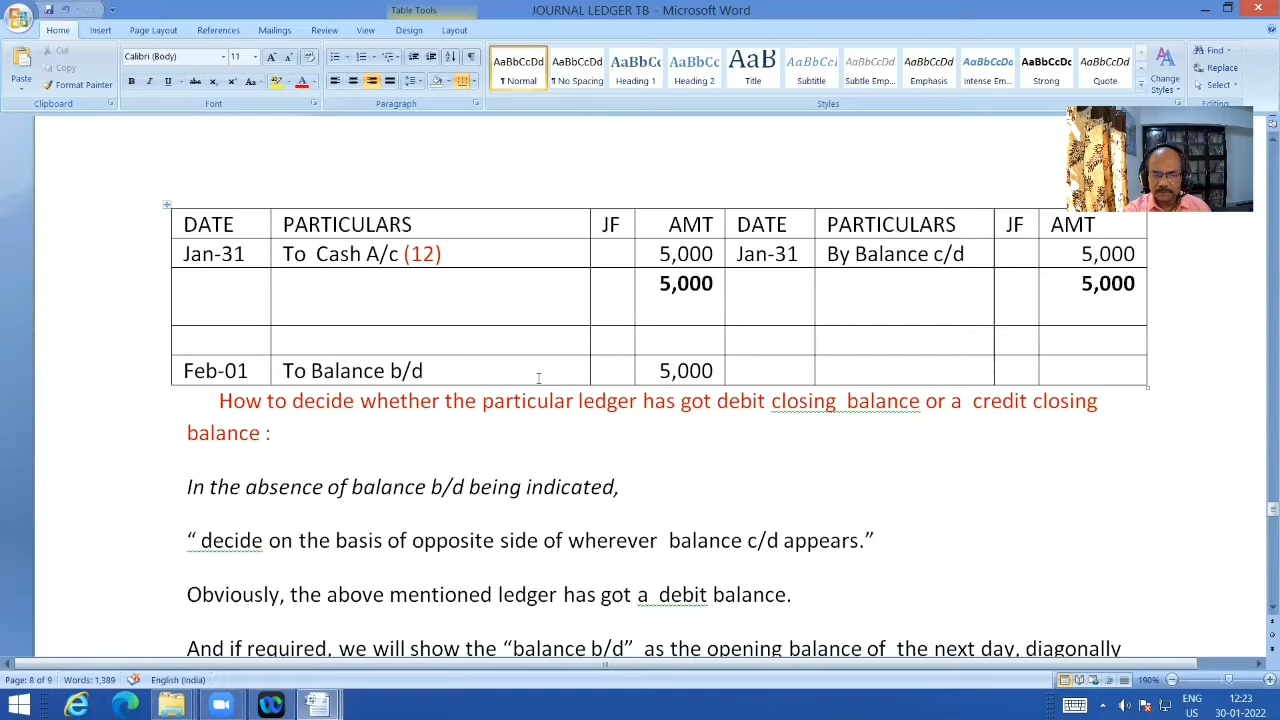 Table Tools
JOURNAL LEDGER TB - Microsoft Word
Home Insert Page Layout References Mailings Review View Design Layout
Paste
Cut
Copy
Format Painter
Calibri (Body) 11
Clipboard Font Paragraph Styles Editing
AaBbCcDd AaBbCcDd AaBbCc AaBbCc AaB AaBbCcL AaBbCcDd AaBbCcDd AaBbCcDd AaBbCcDc AaBbCcDd
¶ Normal ¶ No Spacing Heading 1 Heading 2 Title Subtitle Subtle Emp... Emphasis Intense Em... Strong Quote
Change Styles
Find
Replace
Select
DATE PARTICULARS JF AMT DATE PARTICULARS JF AMT
Jan-31 To Cash A/c (12) 5,000 Jan-31 By Balance c/d 5,000
5,000 5,000
Feb-01 To Balance b/d 5,000
How to decide whether the particular ledger has got debit closing balance or a credit closing
balance :
In the absence of balance b/d being indicated,
“ decide on the basis of opposite side of wherever balance c/d appears.”
Obviously, the above mentioned ledger has got a debit balance.
And if required, we will show the “balance b/d” as the opening balance of the next day, diagonally
Page: 8 of 9 Words: 1,389 English (India) 190%
ENG 12:23
US 30-01-2022